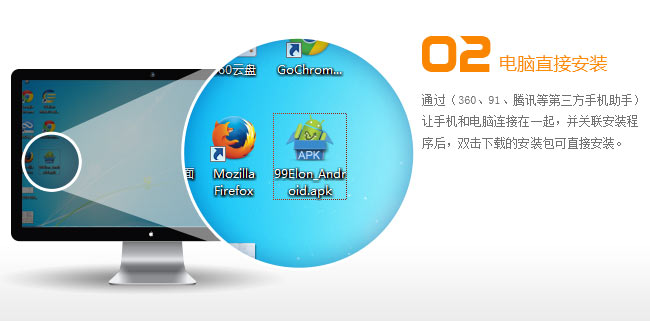 02 电脑直接安装
通过（360、91、腾讯等第三方手机助手）
让手机和电脑连接在一起，并关联安装程
序后，双击下载的安装包可直接安装。
60云盘
GoChrom...
面
Mozilla
Firefox
APK
99Elon_Andr
oid.apk